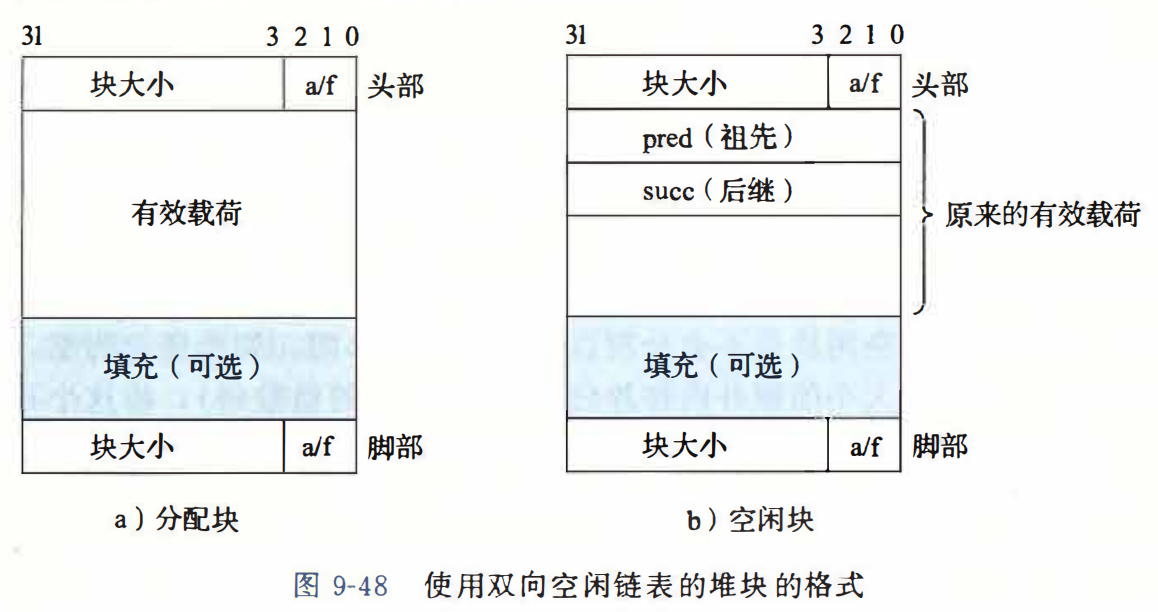 31 3 2 1 0
块大小 a/f 头部
有效载荷
填充（可选）
块大小 a/f 脚部
a）分配块
31 3 2 1 0
块大小 a/f 头部
pred（祖先）
succ（后继）
原来的有效载荷
填充（可选）
块大小 a/f 脚部
b）空闲块
图 9-48 使用双向空闲链表的堆块的格式